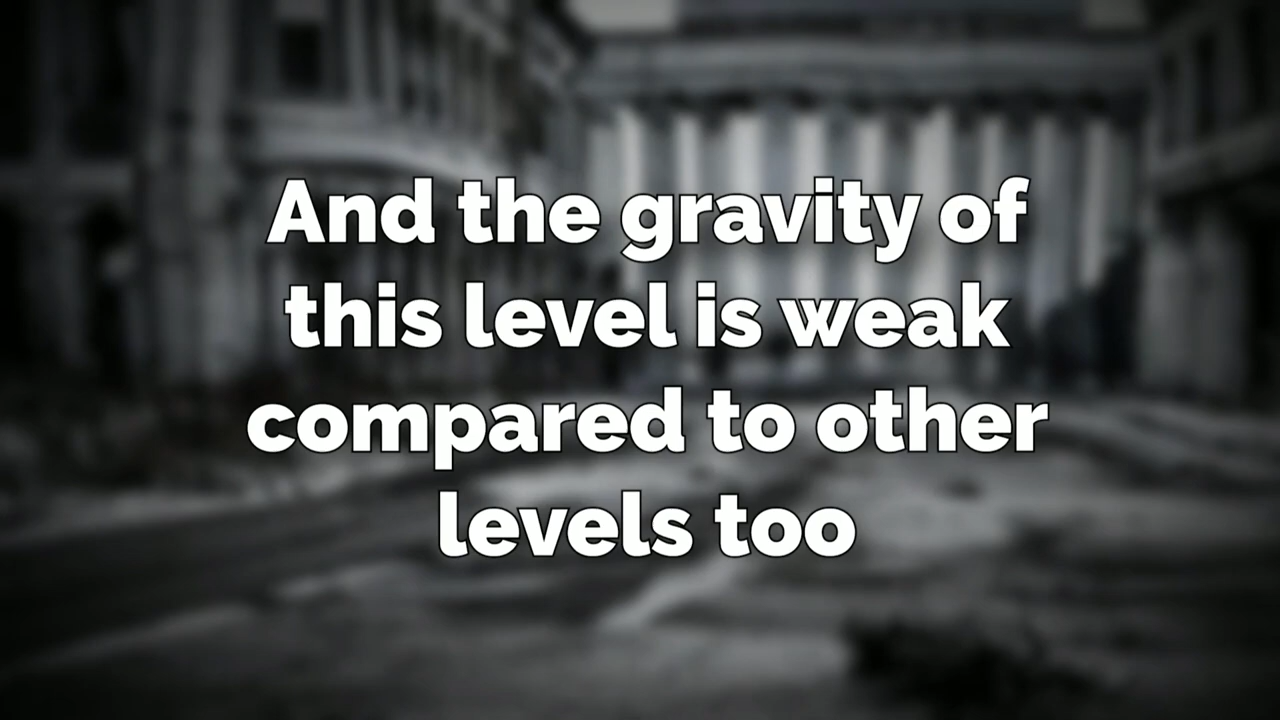 And the gravity of
this level is weak
compared to other
levels too